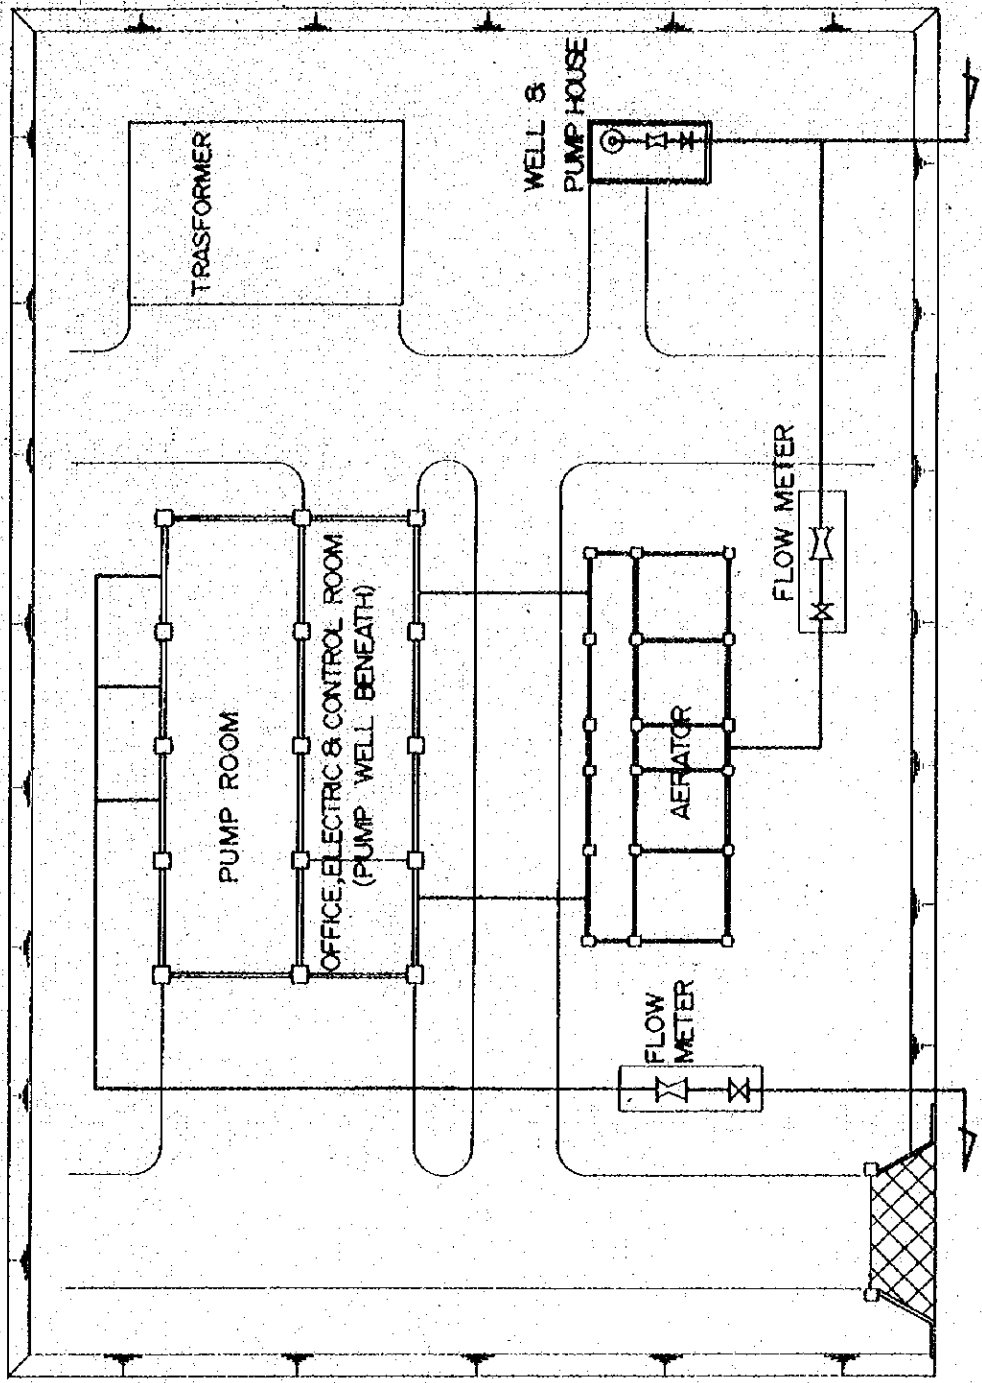 TRASFORMER
WELL &
PUMP HOUSE
FLOW METER
PUMP ROOM
OFFICE,ELECTRIC & CONTROL ROOM
(PUMP WELL BENEATH)
AERATOR
FLOW
METER